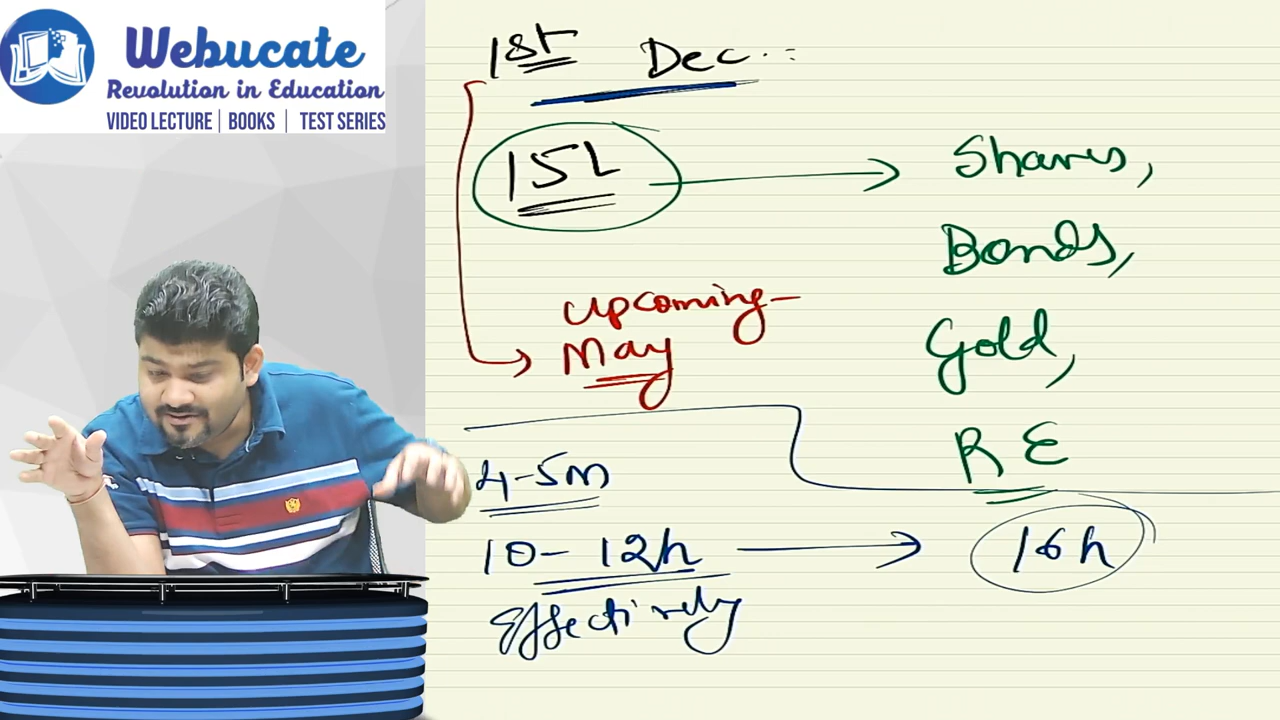 Webucate
Revolution in Education
VIDEO LECTURE | BOOKS | TEST SERIES
1st Dec
15L → Shares,
Bonds,
Gold,
RE
upcoming
May
4-5m
10-12h → 16h
Effectively